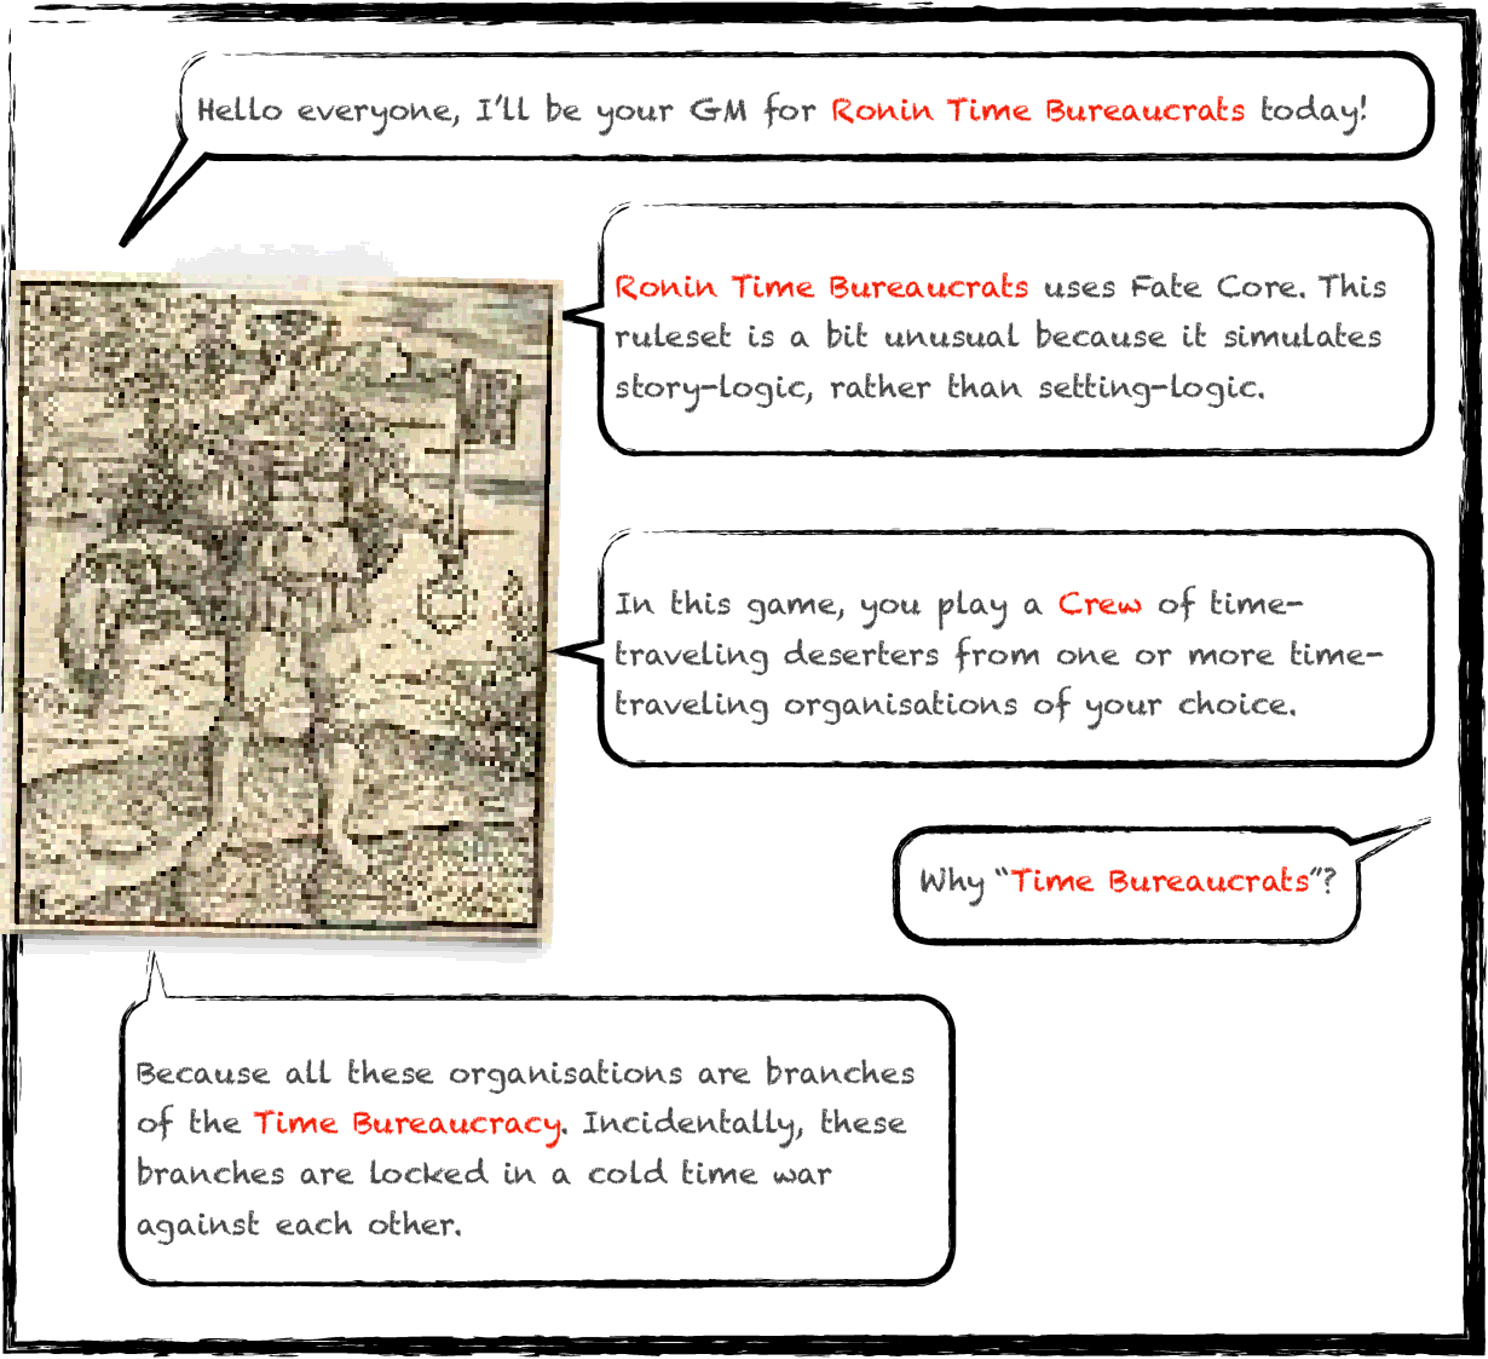 Hello everyone, I'll be your GM for Ronin Time Bureaucrats today!
Ronin Time Bureaucrats uses Fate Core. This
ruleset is a bit unusual because it simulates
story-logic, rather than setting-logic.
In this game, you play a Crew of time-
traveling deserters from one or more time-
traveling organisations of your choice.
Why “Time Bureaucrats”?
Because all these organisations are branches
of the Time Bureaucracy. Incidentally, these
branches are locked in a cold time war
against each other.